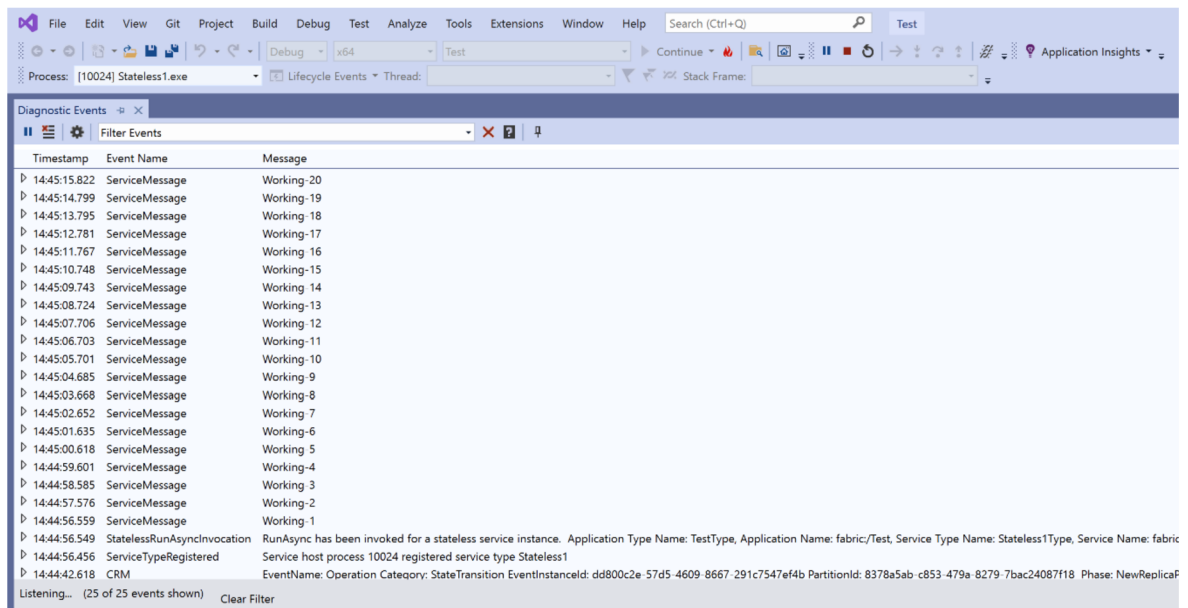 File Edit View Git Project Build Debug Test Analyze Tools Extensions Window Help Search (Ctrl+Q) Test
Debug x64 Test Continue Application Insights
Process: [10024] Stateless1.exe Lifecycle Events Thread: Stack Frame:
Diagnostic Events
Filter Events
Timestamp Event Name Message
14:45:15.822 ServiceMessage Working-20
14:45:14.799 ServiceMessage Working-19
14:45:13.795 ServiceMessage Working-18
14:45:12.781 ServiceMessage Working-17
14:45:11.767 ServiceMessage Working-16
14:45:10.748 ServiceMessage Working-15
14:45:09.743 ServiceMessage Working-14
14:45:08.724 ServiceMessage Working-13
14:45:07.706 ServiceMessage Working-12
14:45:06.703 ServiceMessage Working-11
14:45:05.701 ServiceMessage Working-10
14:45:04.685 ServiceMessage Working-9
14:45:03.668 ServiceMessage Working-8
14:45:02.652 ServiceMessage Working-7
14:45:01.635 ServiceMessage Working-6
14:45:00.618 ServiceMessage Working-5
14:44:59.601 ServiceMessage Working-4
14:44:58.585 ServiceMessage Working-3
14:44:57.576 ServiceMessage Working-2
14:44:56.559 ServiceMessage Working-1
14:44:56.549 StatelessRunAsyncInvocation RunAsync has been invoked for a stateless service instance. Application Type Name: TestType, Application Name: fabric:/Test, Service Type Name: Stateless1Type, Service Name: fabric
14:44:56.456 ServiceTypeRegistered Service host process 10024 registered service type Stateless1
14:44:42.618 CRM EventName: Operation Category: StateTransition EventInstanceId: dd800c2e-57d5-4609-8667-291c7547ef4b PartitionId: 8378a5ab-c853-479a-8279-7bac24087f18 Phase: NewReplicaP
Listening... (25 of 25 events shown) Clear Filter